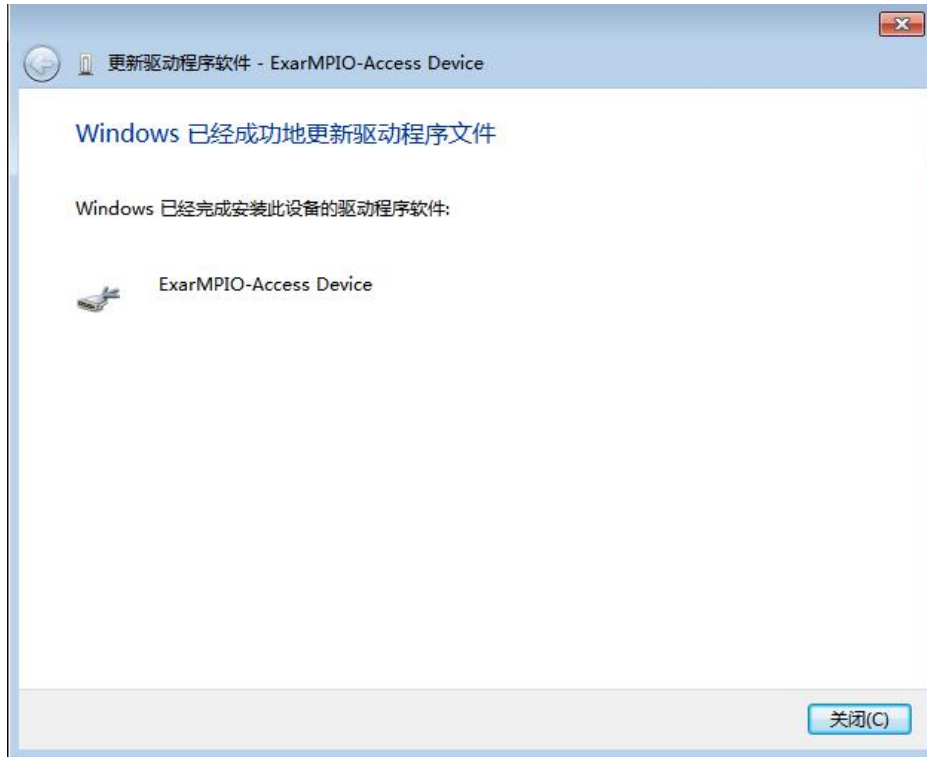 更新驱动程序软件 - ExarMPIO-Access Device
Windows 已经成功地更新驱动程序文件
Windows 已经完成安装此设备的驱动程序软件:
ExarMPIO-Access Device
关闭(C)